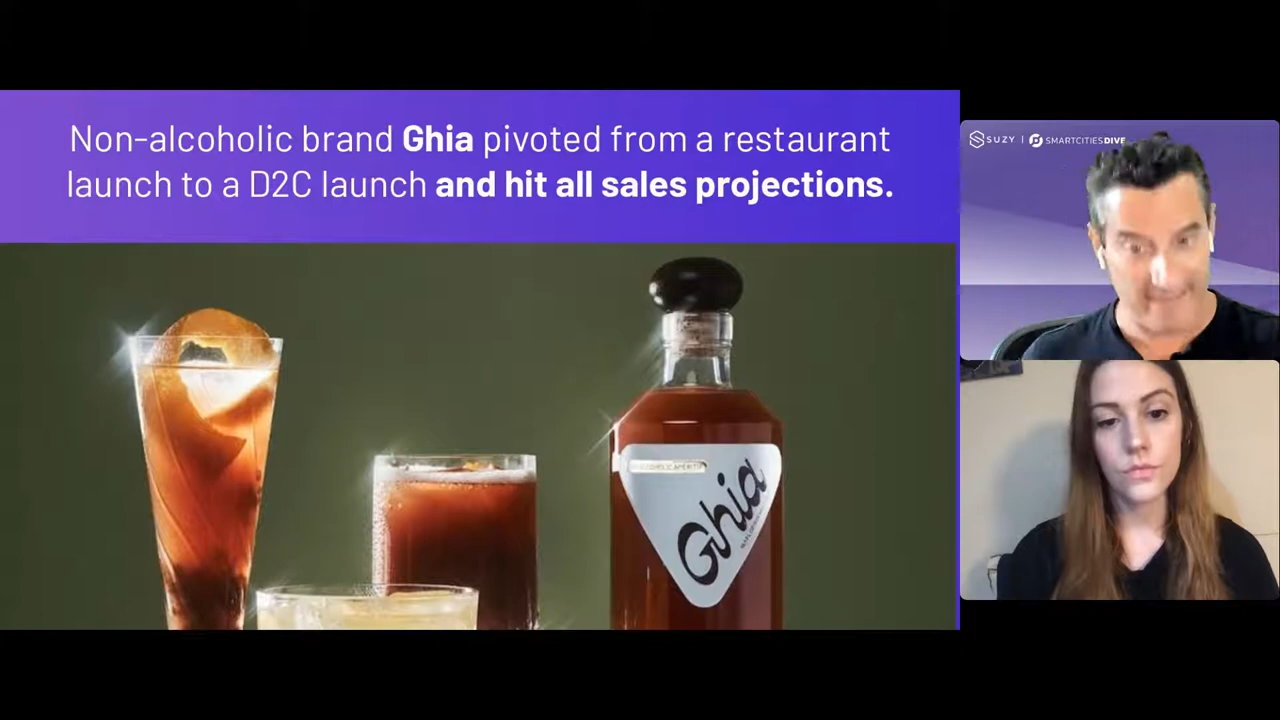 Non-alcoholic brand Ghia pivoted from a restaurant
launch to a D2C launch and hit all sales projections.
SUZY | SMARTCITIESDIVE
Ghia